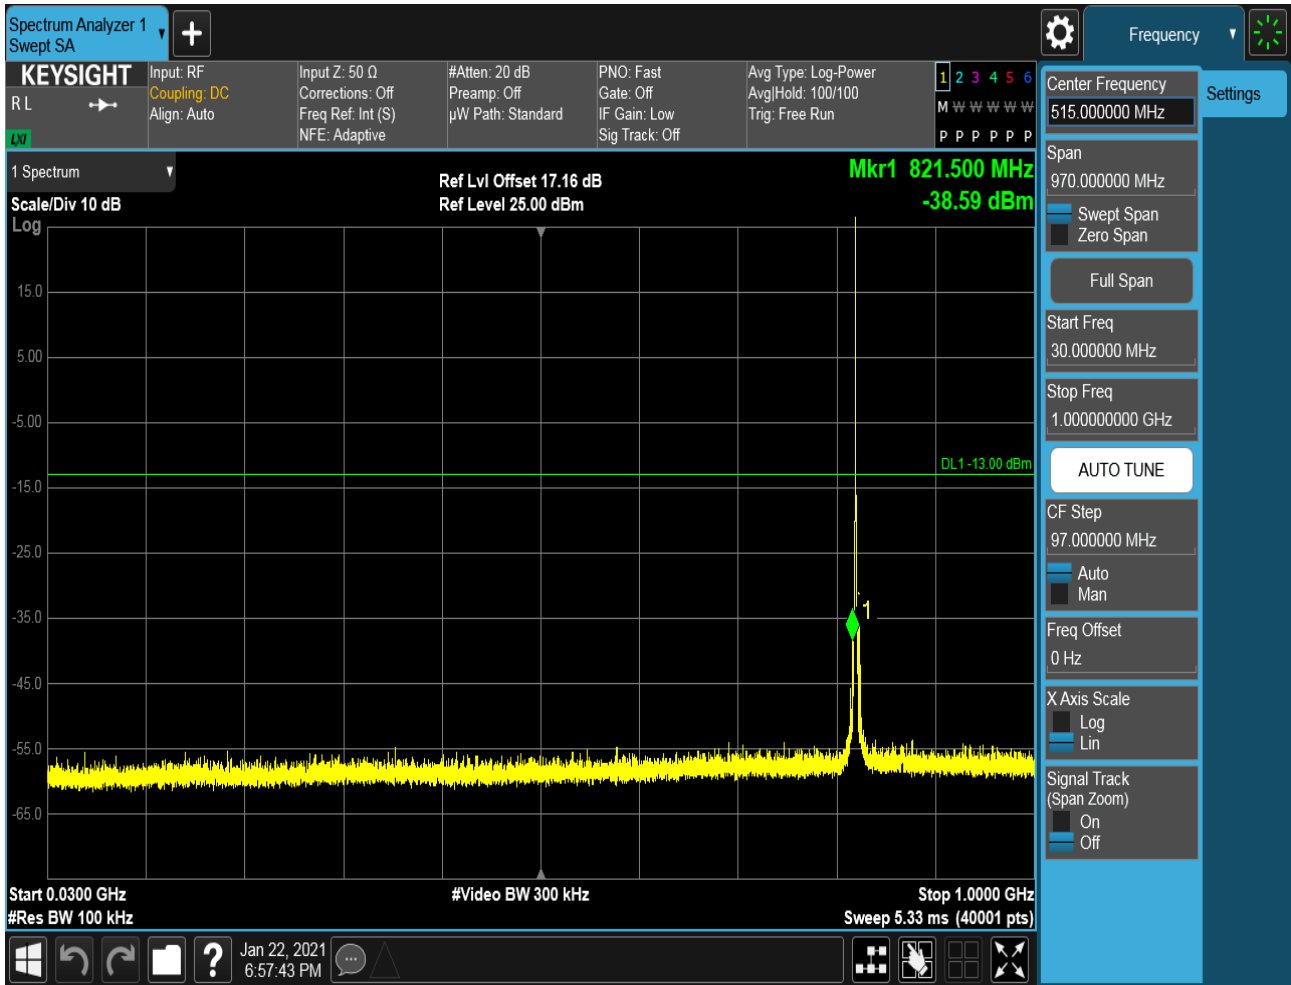 Spectrum Analyzer 1
Swept SA
Frequency
KEYSIGHT
R L
LXI
Input: RF
Coupling: DC
Align: Auto
Input Z: 50 Ω
Corrections: Off
Freq Ref: Int (S)
NFE: Adaptive
#Atten: 20 dB
Preamp: Off
µW Path: Standard
PNO: Fast
Gate: Off
IF Gain: Low
Sig Track: Off
Avg Type: Log-Power
Avg|Hold: 100/100
Trig: Free Run
1 2 3 4 5 6
M W W W W W
P P P P P P
1 Spectrum
Scale/Div 10 dB
Log
Ref Lvl Offset 17.16 dB
Ref Level 25.00 dBm
Mkr1 821.500 MHz
-38.59 dBm
15.0
5.00
-5.00
DL1 -13.00 dBm
-15.0
-25.0
1
-35.0
-45.0
-55.0
-65.0
Start 0.0300 GHz
#Video BW 300 kHz
Stop 1.0000 GHz
#Res BW 100 kHz
Sweep 5.33 ms (40001 pts)
Center Frequency
515.000000 MHz
Settings
Span
970.000000 MHz
Swept Span
Zero Span
Full Span
Start Freq
30.000000 MHz
Stop Freq
1.000000000 GHz
AUTO TUNE
CF Step
97.000000 MHz
Auto
Man
Freq Offset
0 Hz
X Axis Scale
Log
Lin
Signal Track
(Span Zoom)
On
Off
?
Jan 22, 2021
6:57:43 PM